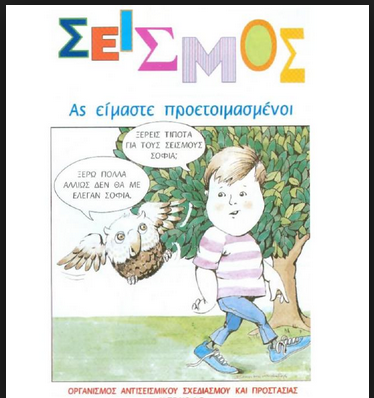 ΣΕΙΣΜΟΣ
Ας είμαστε προετοιμασμένοι
ΞΕΡΕΙΣ ΤΙΠΟΤΑ
ΓΙΑ ΤΟΥΣ ΣΕΙΣΜΟΥΣ
ΣΟΦΙΑ;
ΞΕΡΩ ΠΟΛΛΑ
ΑΛΛΙΩΣ ΔΕΝ ΘΑ ΜΕ
ΕΛΕΓΑΝ ΣΟΦΙΑ.
ΟΡΓΑΝΙΣΜΟΣ ΑΝΤΙΣΕΙΣΜΙΚΟΥ ΣΧΕΔΙΑΣΜΟΥ ΚΑΙ ΠΡΟΣΤΑΣΙΑΣ